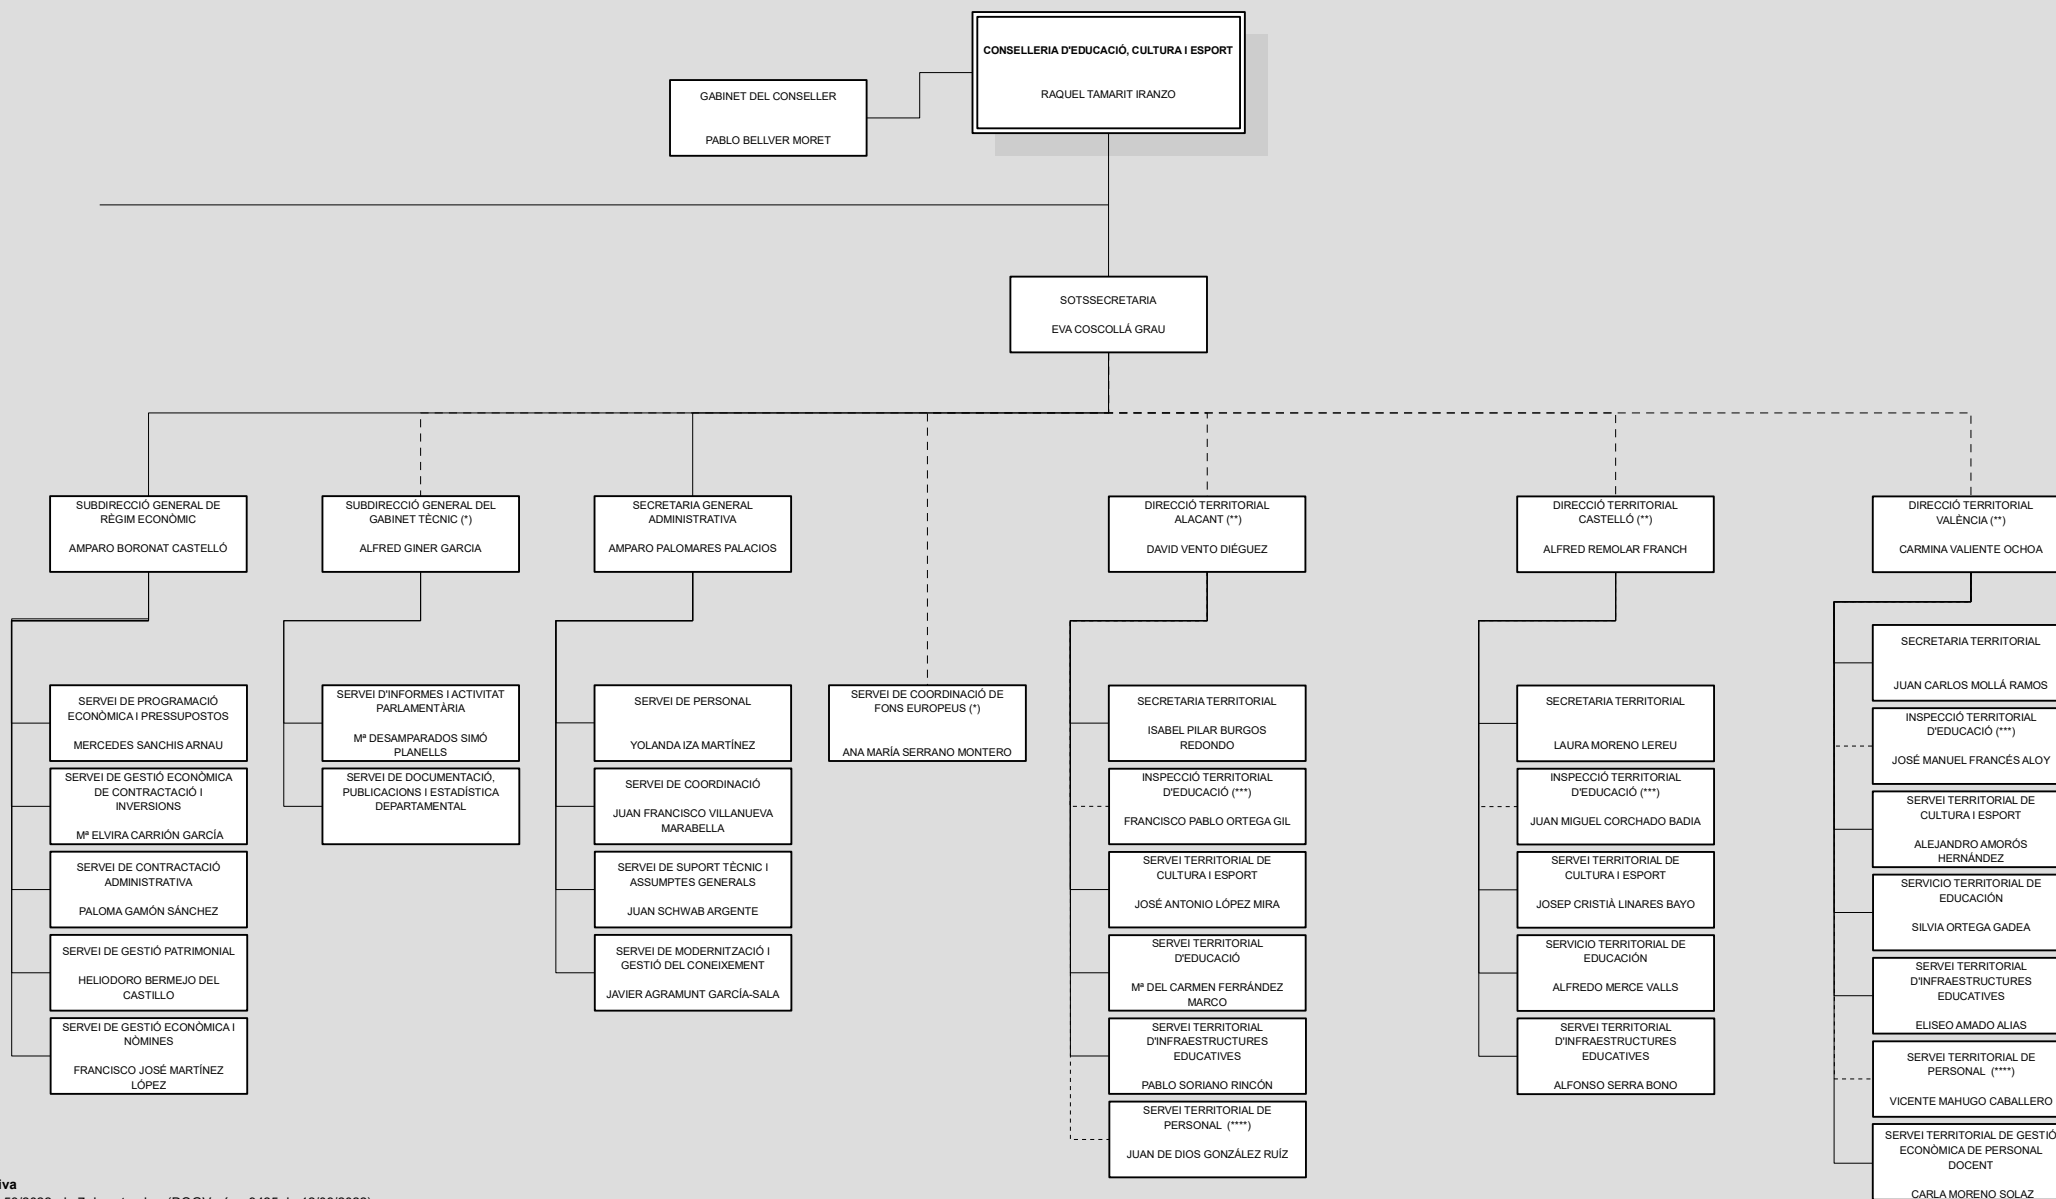 CONSELLERIA D'EDUCACIÓ, CULTURA I ESPORT
RAQUEL TAMARIT IRANZO
GABINET DEL CONSELLER
PABLO BELLVER MORET
SOTSSECRETARIA
EVA COSCOLLÁ GRAU
SUBDIRECCIÓ GENERAL DE
RÈGIM ECONÒMIC
AMPARO BORONAT CASTELLÓ
SUBDIRECCIÓ GENERAL DEL
GABINET TÈCNIC (*)
ALFRED GINER GARCIA
SECRETARIA GENERAL
ADMINISTRATIVA
AMPARO PALOMARES PALACIOS
DIRECCIÓ TERRITORIAL
ALACANT (**)
DAVID VENTO DIÉGUEZ
DIRECCIÓ TERRITORIAL
CASTELLÓ (**)
ALFRED REMOLAR FRANCH
DIRECCIÓ TERRITORIAL
VALÈNCIA (**)
CARMINA VALIENTE OCHOA
SERVEI DE PROGRAMACIÓ
ECONÒMICA I PRESSUPOSTOS
MERCEDES SANCHIS ARNAU
SERVEI DE GESTIÓ ECONÒMICA
DE CONTRACTACIÓ I
INVERSIONS
Mª ELVIRA CARRIÓN GARCÍA
SERVEI DE CONTRACTACIÓ
ADMINISTRATIVA
PALOMA GAMÓN SÁNCHEZ
SERVEI DE GESTIÓ PATRIMONIAL
HELIODORO BERMEJO DEL
CASTILLO
SERVEI DE GESTIÓ ECONÒMICA I
NÒMINES
FRANCISCO JOSÉ MARTÍNEZ
LÓPEZ
SERVEI D'INFORMES I ACTIVITAT
PARLAMENTÀRIA
Mª DESAMPARADOS SIMÓ
PLANELLS
SERVEI DE DOCUMENTACIÓ,
PUBLICACIONS I ESTADÍSTICA
DEPARTAMENTAL
SERVEI DE PERSONAL
YOLANDA IZA MARTÍNEZ
SERVEI DE COORDINACIÓ
JUAN FRANCISCO VILLANUEVA
MARABELLA
SERVEI DE SUPORT TÈCNIC I
ASSUMPTES GENERALS
JUAN SCHWAB ARGENTE
SERVEI DE MODERNITZACIÓ I
GESTIÓ DEL CONEIXEMENT
JAVIER AGRAMUNT GARCÍA-SALA
SERVEI DE COORDINACIÓ DE
FONS EUROPEUS (*)
ANA MARÍA SERRANO MONTERO
SECRETARIA TERRITORIAL
ISABEL PILAR BURGOS
REDONDO
INSPECCIÓ TERRITORIAL
D'EDUCACIÓ (***)
FRANCISCO PABLO ORTEGA GIL
SERVEI TERRITORIAL DE
CULTURA I ESPORT
JOSÉ ANTONIO LÓPEZ MIRA
SERVEI TERRITORIAL
D'EDUCACIÓ
Mª DEL CARMEN FERRÁNDEZ
MARCO
SERVEI TERRITORIAL
D'INFRAESTRUCTURES
EDUCATIVES
PABLO SORIANO RINCÓN
SERVEI TERRITORIAL DE
PERSONAL (****)
JUAN DE DIOS GONZÁLEZ RUÍZ
SECRETARIA TERRITORIAL
LAURA MORENO LEREU
INSPECCIÓ TERRITORIAL
D'EDUCACIÓ (***)
JUAN MIGUEL CORCHADO BADIA
SERVEI TERRITORIAL DE
CULTURA I ESPORT
JOSEP CRISTIÀ LINARES BAYO
SERVICIO TERRITORIAL DE
EDUCACIÓN
ALFREDO MERCE VALLS
SERVEI TERRITORIAL
D'INFRAESTRUCTURES
EDUCATIVES
ALFONSO SERRA BONO
SECRETARIA TERRITORIAL
JUAN CARLOS MOLLÁ RAMOS
INSPECCIÓ TERRITORIAL
D'EDUCACIÓ (***)
JOSÉ MANUEL FRANCÉS ALOY
SERVEI TERRITORIAL DE
CULTURA I ESPORT
ALEJANDRO AMORÓS
HERNÁNDEZ
SERVICIO TERRITORIAL DE
EDUCACIÓN
SILVIA ORTEGA GADEA
SERVEI TERRITORIAL
D'INFRAESTRUCTURES
EDUCATIVES
ELISEO AMADO ALIAS
SERVEI TERRITORIAL DE
PERSONAL (****)
VICENTE MAHUGO CABALLERO
SERVEI TERRITORIAL DE GESTIÓ
ECONÒMICA DE PERSONAL
DOCENT
CARLA MORENO SOLAZ
iva